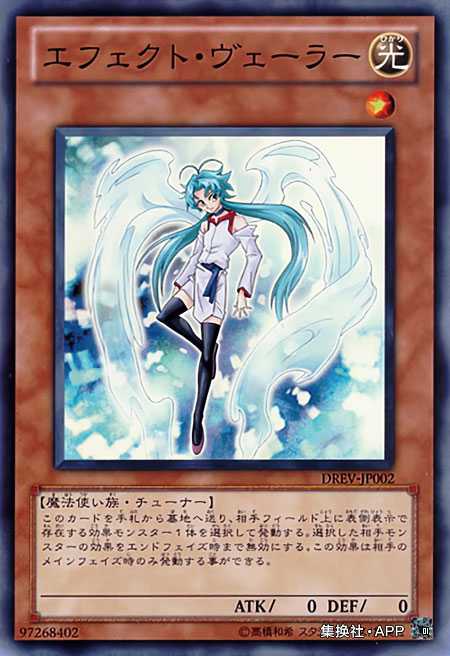 エフェクト・ヴェーラー
光
DREV-JP002
【魔法使い族・チューナー】
このカードを手札から墓地へ送り、相手フィールド上に表側表示で
存在する効果モンスター1体を選択して発動する。選択した相手モン
スターの効果をエンドフェイズ時まで無効にする。この効果は相手の
メインフェイズ時のみ発動する事ができる。
ATK/ 0 DEF/ 0
97268402
©高橋和希 スタ
集換社・APP